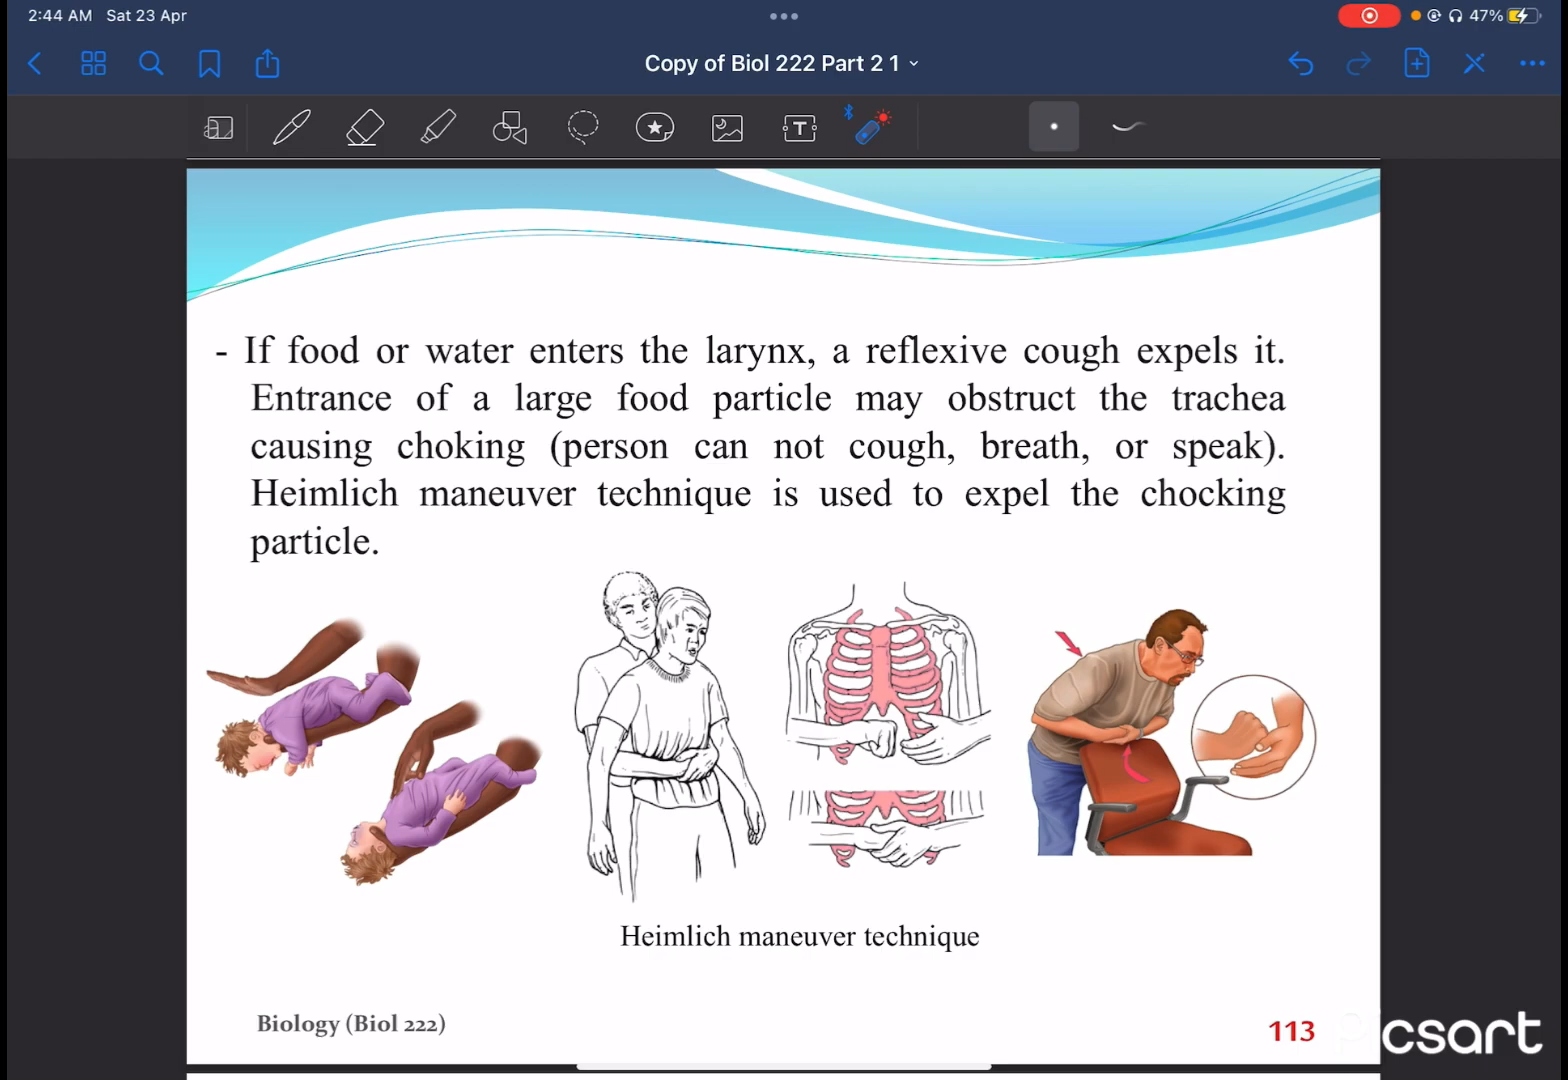 2:44 AM Sat 23 Apr
47%
Copy of Biol 222 Part 2 1
T
- If food or water enters the larynx, a reflexive cough expels it.
Entrance of a large food particle may obstruct the trachea
causing choking (person can not cough, breath, or speak).
Heimlich maneuver technique is used to expel the chocking
particle.
Heimlich maneuver technique
Biology (Biol 222)
113
Picsart